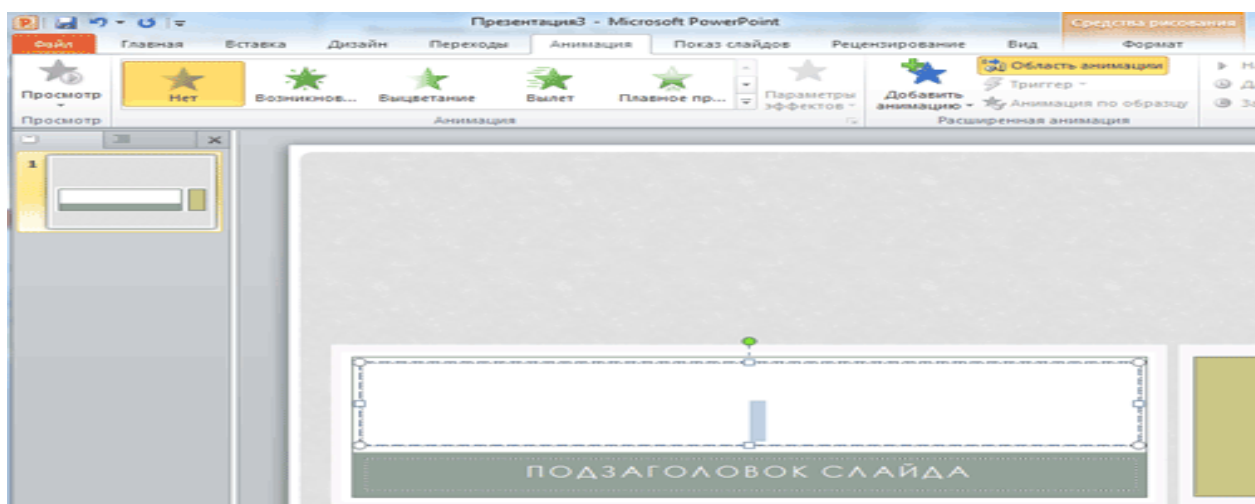 Презентация3 - Microsoft PowerPoint
Средства рисования
Файл Главная Вставка Дизайн Переходы Анимация Показ слайдов Рецензирование Вид Формат
Просмотр Нет Возникнов... Выцветание Вылет Плавное пр... Параметры эффектов Добавить анимацию Область анимации
Триггер
Анимация по образцу
Просмотр Анимация Расширенная анимация
1
ПОДЗАГОЛОВОК СЛАЙДА